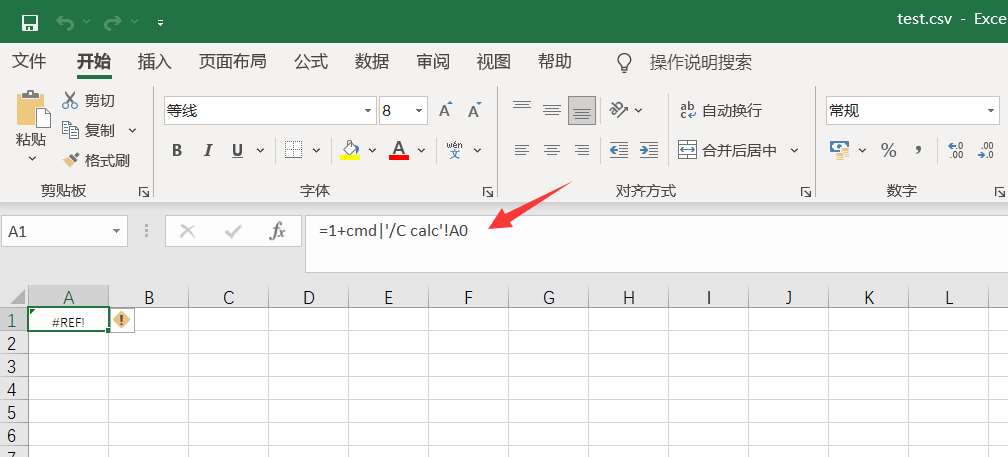 test.csv - Exce
文件 开始 插入 页面布局 公式 数据 审阅 视图 帮助 操作说明搜索
粘贴 剪切 等线 8 A A ab 自动换行 常规
复制 B I U A wén 文 合并后居中 % , .00 .00
格式刷
剪贴板 字体 对齐方式 数字
A1 fx =1+cmd|'/C calc'!A0
A B C D E F G H I J K L
1 #REF!
2
3
4
5
6
7